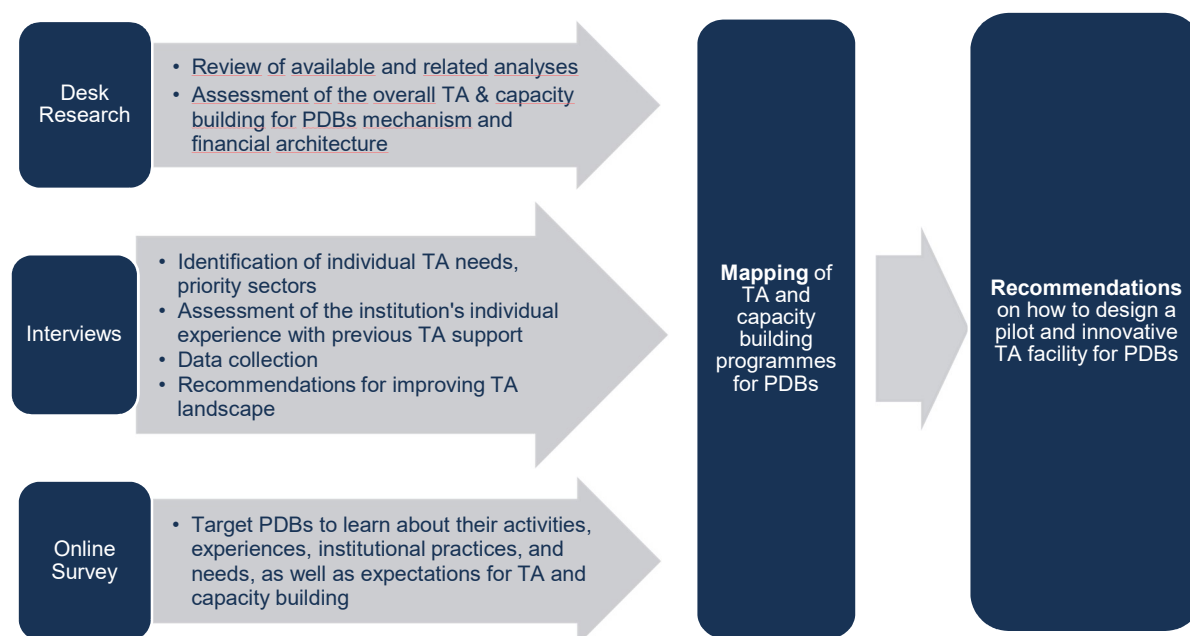 Desk
Research
• Review of available and related analyses
• Assessment of the overall TA & capacity
building for PDBs mechanism and
financial architecture
Interviews
• Identification of individual TA needs,
priority sectors
• Assessment of the institution's individual
experience with previous TA support
• Data collection
• Recommendations for improving TA
landscape
Online
Survey
• Target PDBs to learn about their activities,
experiences, institutional practices, and
needs, as well as expectations for TA and
capacity building
Mapping of
TA and
capacity
building
programmes
for PDBs
Recommendations
on how to design a
pilot and innovative
TA facility for PDBs